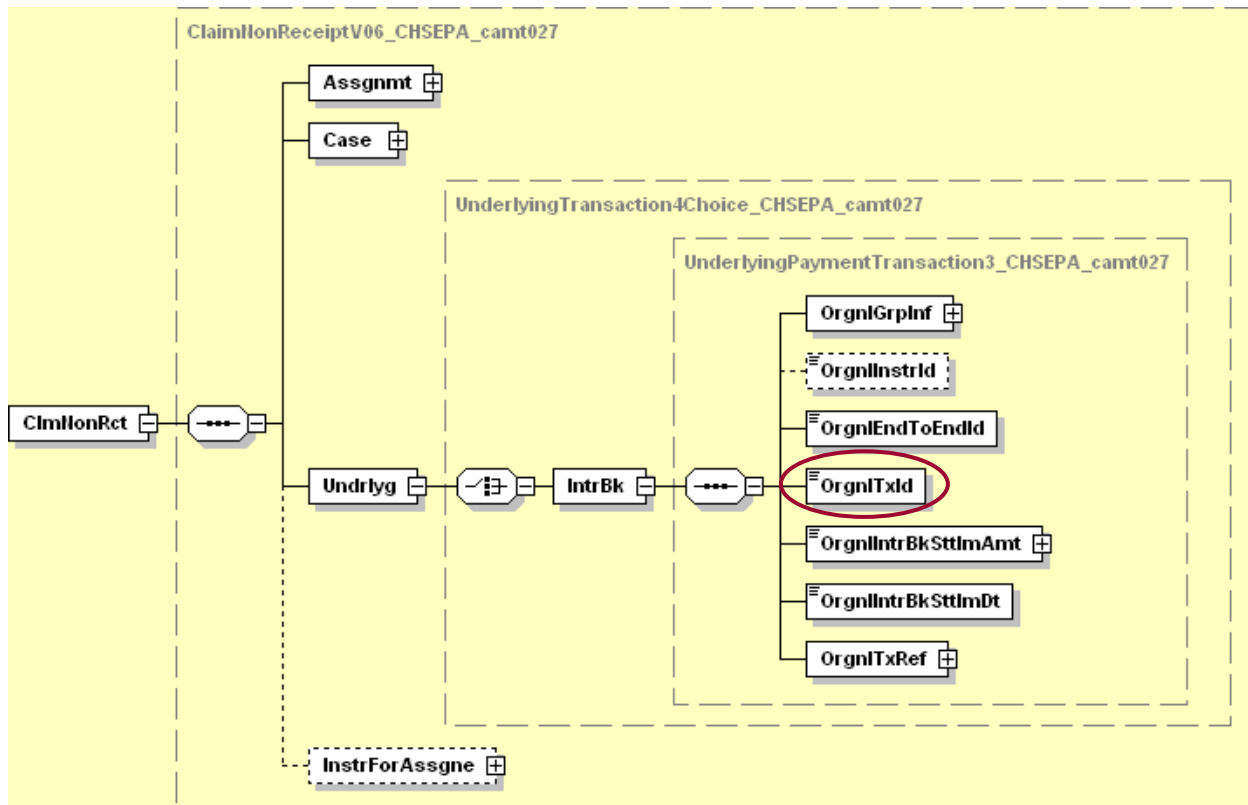 ClaimNonReceiptV06_CHSEPA_camt027
Assgnmt
Case
UnderlyingTransaction4Choice_CHSEPA_camt027
UnderlyingPaymentTransaction3_CHSEPA_camt027
OrgnlGrpInf
OrgnlInstrId
ClmNonRct
OrgnlEndToEndId
Undrlyg
IntrBk
OrgnlTxId
OrgnlIntrBkSttlmAmt
OrgnlIntrBkSttlmDt
OrgnlTxRef
InstrForAssgne